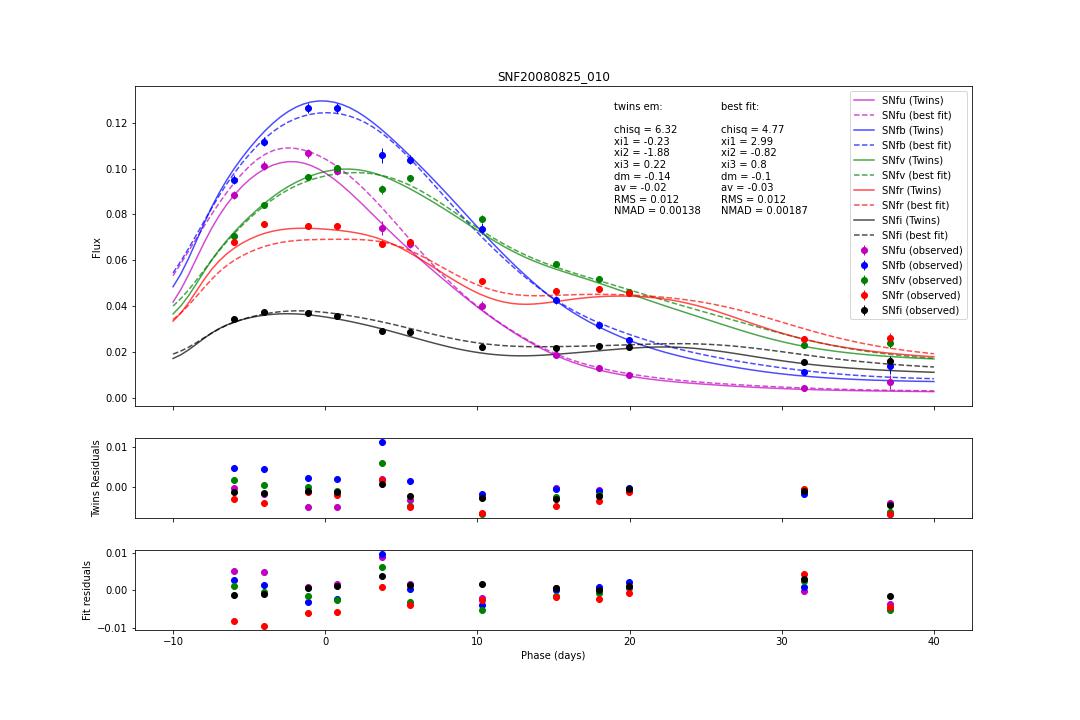 SNF20080825_010
twins em:
best fit:
chisq = 6.32
chisq = 4.77
xi1 = -0.23
xi1 = 2.99
xi2 = -1.88
xi2 = -0.82
xi3 = 0.22
xi3 = 0.8
dm = -0.14
dm = -0.1
av = -0.02
av = -0.03
RMS = 0.012
RMS = 0.012
NMAD = 0.00138
NMAD = 0.00187
SNfu (Twins)
SNfu (best fit)
SNfb (Twins)
SNfb (best fit)
SNfv (Twins)
SNfv (best fit)
SNfr (Twins)
SNfr (best fit)
SNfi (Twins)
SNfi (best fit)
SNfu (observed)
SNfb (observed)
SNfv (observed)
SNfr (observed)
SNfi (observed)
Flux
0.12
0.10
0.08
0.06
0.04
0.02
0.00
Twins Residuals
0.01
0.00
Fit residuals
0.01
0.00
−0.01
−10
0
10
20
30
40
Phase (days)